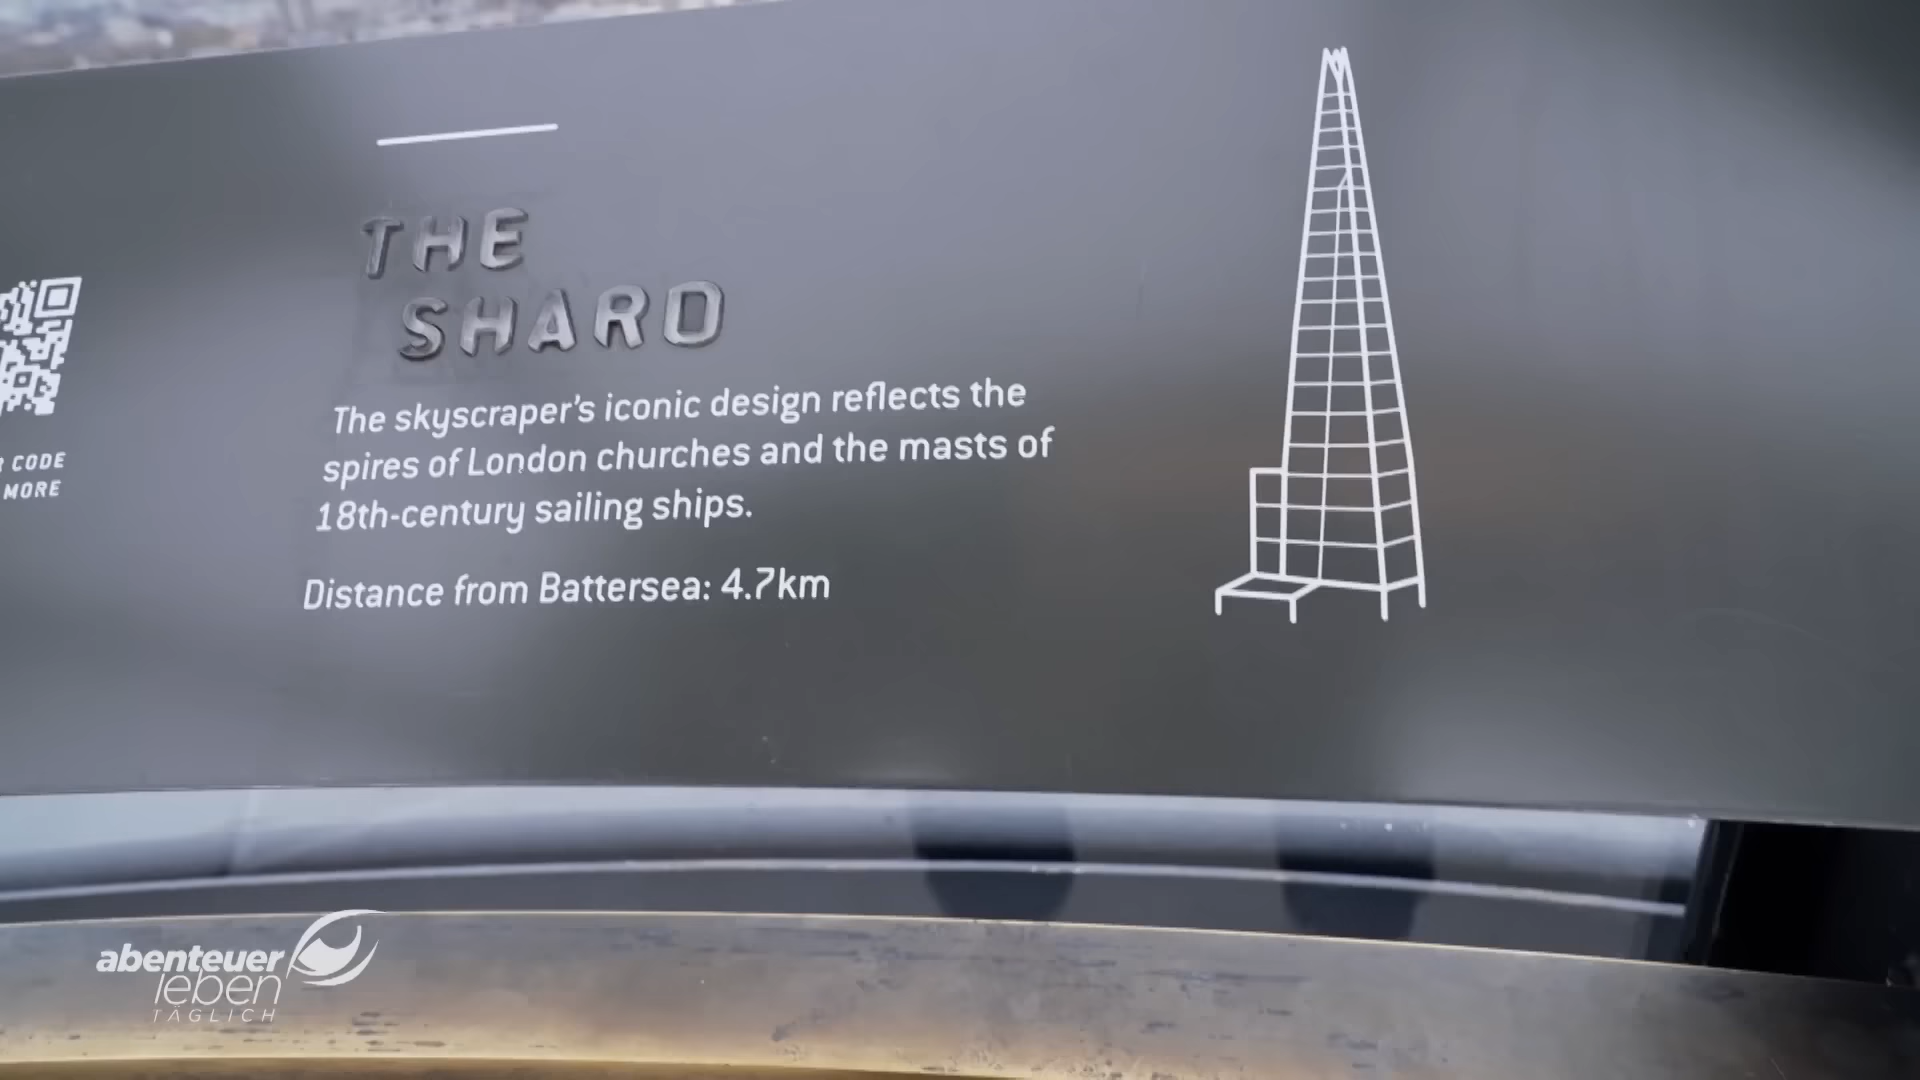 THE
SHARD
The skyscraper's iconic design reflects the
spires of London churches and the masts of
18th-century sailing ships.
Distance from Battersea: 4.7km
CODE
MORE
abenteuer
leben
TÄGLICH